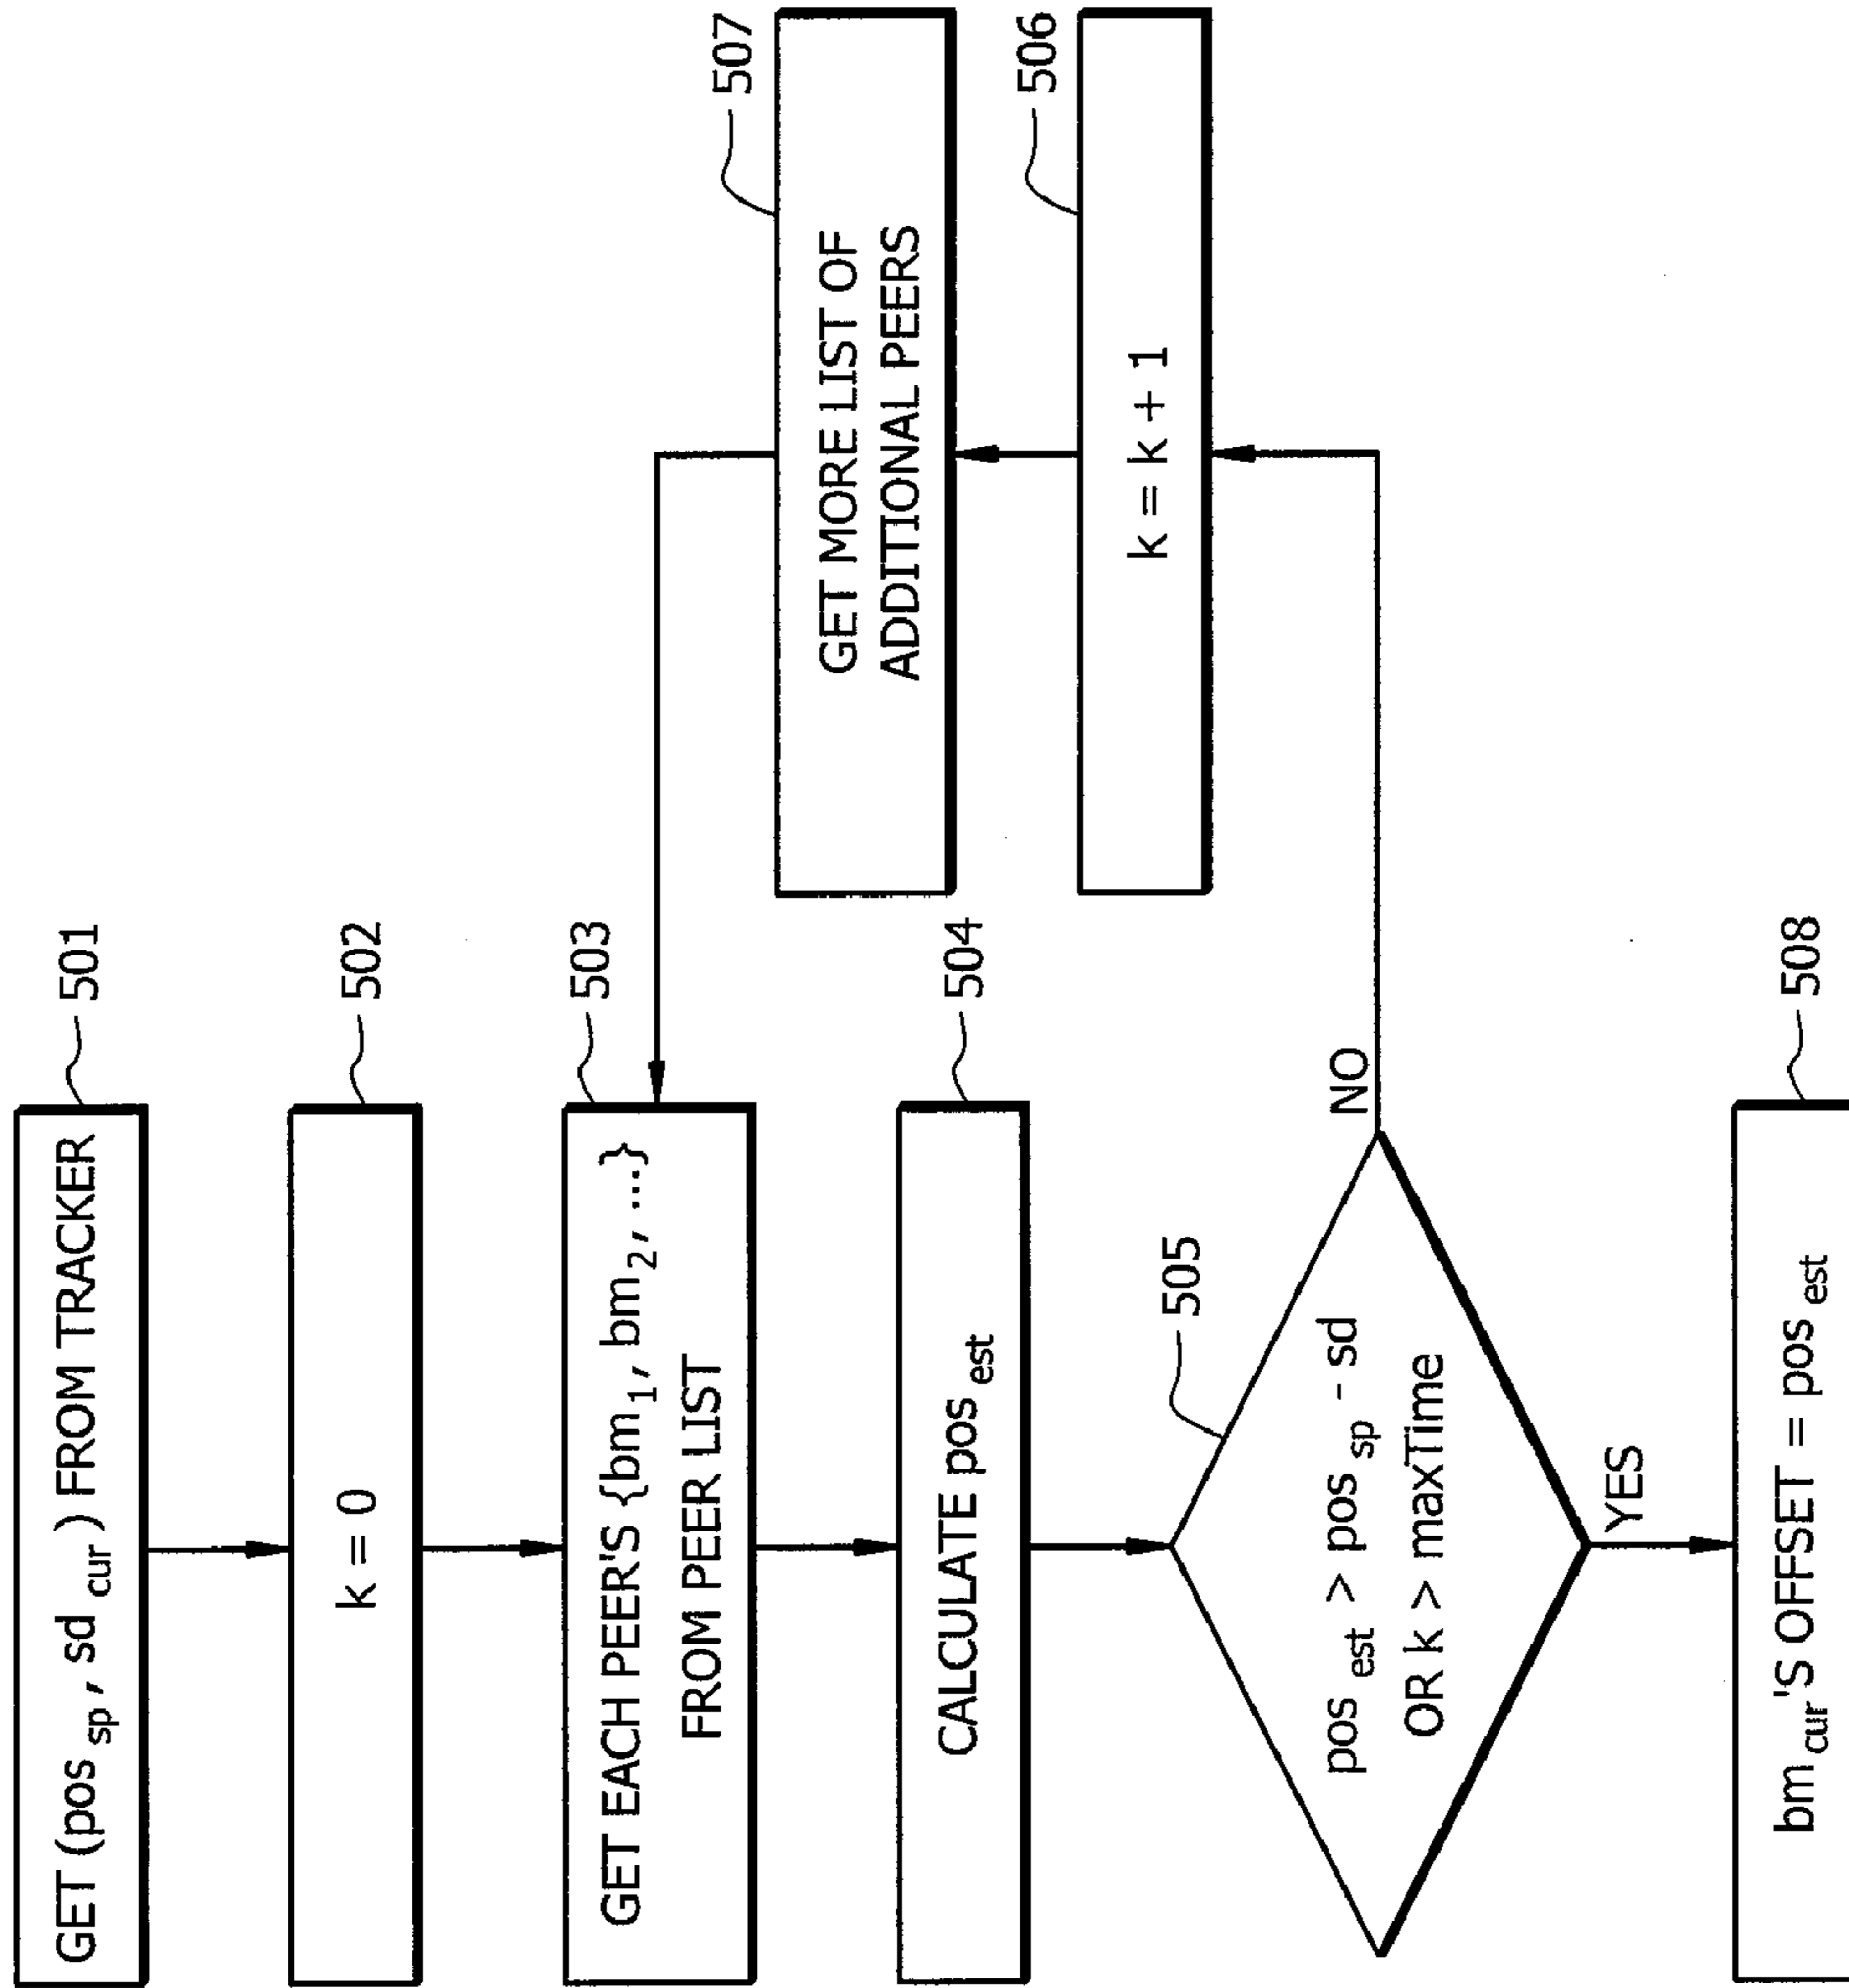 GET (pos sp, sd cur) FROM TRACKER
501
k = 0
502
GET EACH PEER'S {bm1, bm2, ...}
FROM PEER LIST
503
CALCULATE pos est
504
pos est > pos sp - sd
OR k > maxTime
505
NO
YES
k = k + 1
506
GET MORE LIST OF
ADDITIONAL PEERS
507
bm cur'S OFFSET = pos est
508